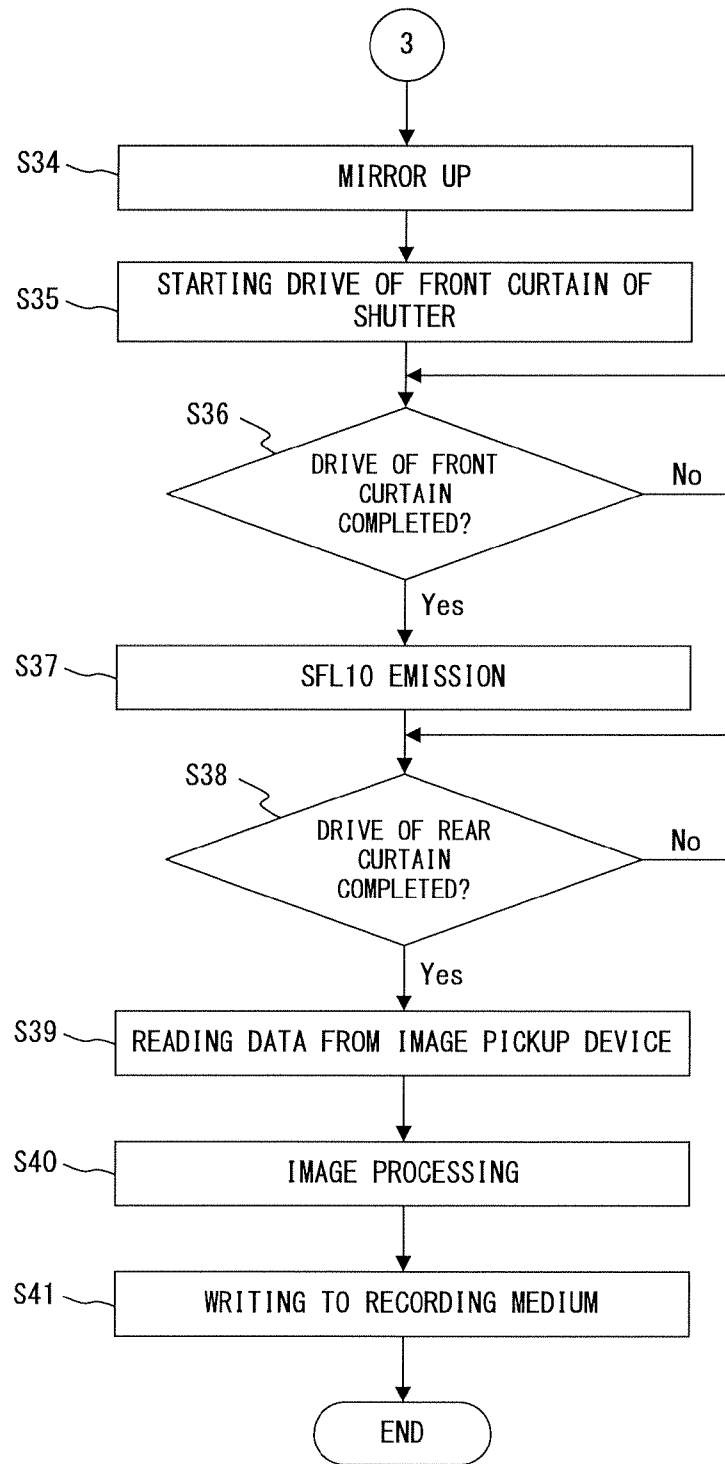 3
S34
MIRROR UP
S35
STARTING DRIVE OF FRONT CURTAIN OF
SHUTTER
S36
DRIVE OF FRONT
CURTAIN
COMPLETED?
No
Yes
S37
SFL10 EMISSION
S38
DRIVE OF REAR
CURTAIN
COMPLETED?
No
Yes
S39
READING DATA FROM IMAGE PICKUP DEVICE
S40
IMAGE PROCESSING
S41
WRITING TO RECORDING MEDIUM
END